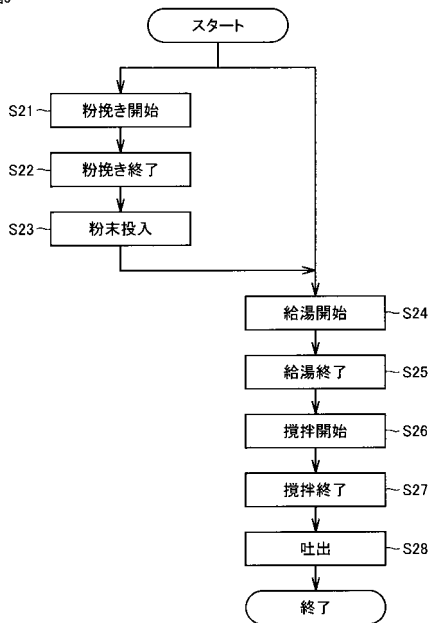 スタート
S21 粉挽き開始
S22 粉挽き終了
S23 粉末投入
給湯開始 S24
給湯終了 S25
撹拌開始 S26
撹拌終了 S27
吐出 S28
終了